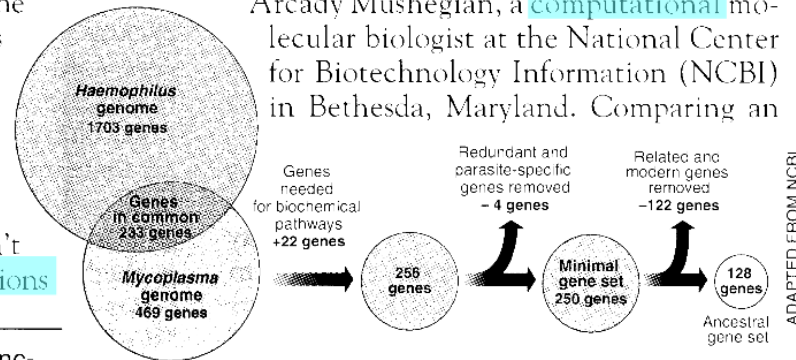 Arcady Mushegian, a computational mo-
lecular biologist at the National Center
for Biotechnology Information (NCBI)
in Bethesda, Maryland. Comparing an
Haemophilus
genome
1703 genes
Genes
in common
233 genes
Mycoplasma
genome
469 genes
Genes
needed
for biochemical
pathways
+22 genes
256
genes
Redundant and
parasite-specific
genes removed
– 4 genes
Minimal
gene set
250 genes
Related and
modern genes
removed
–122 genes
128
genes
Ancestral
gene set
ADAPTED FROM NCBI